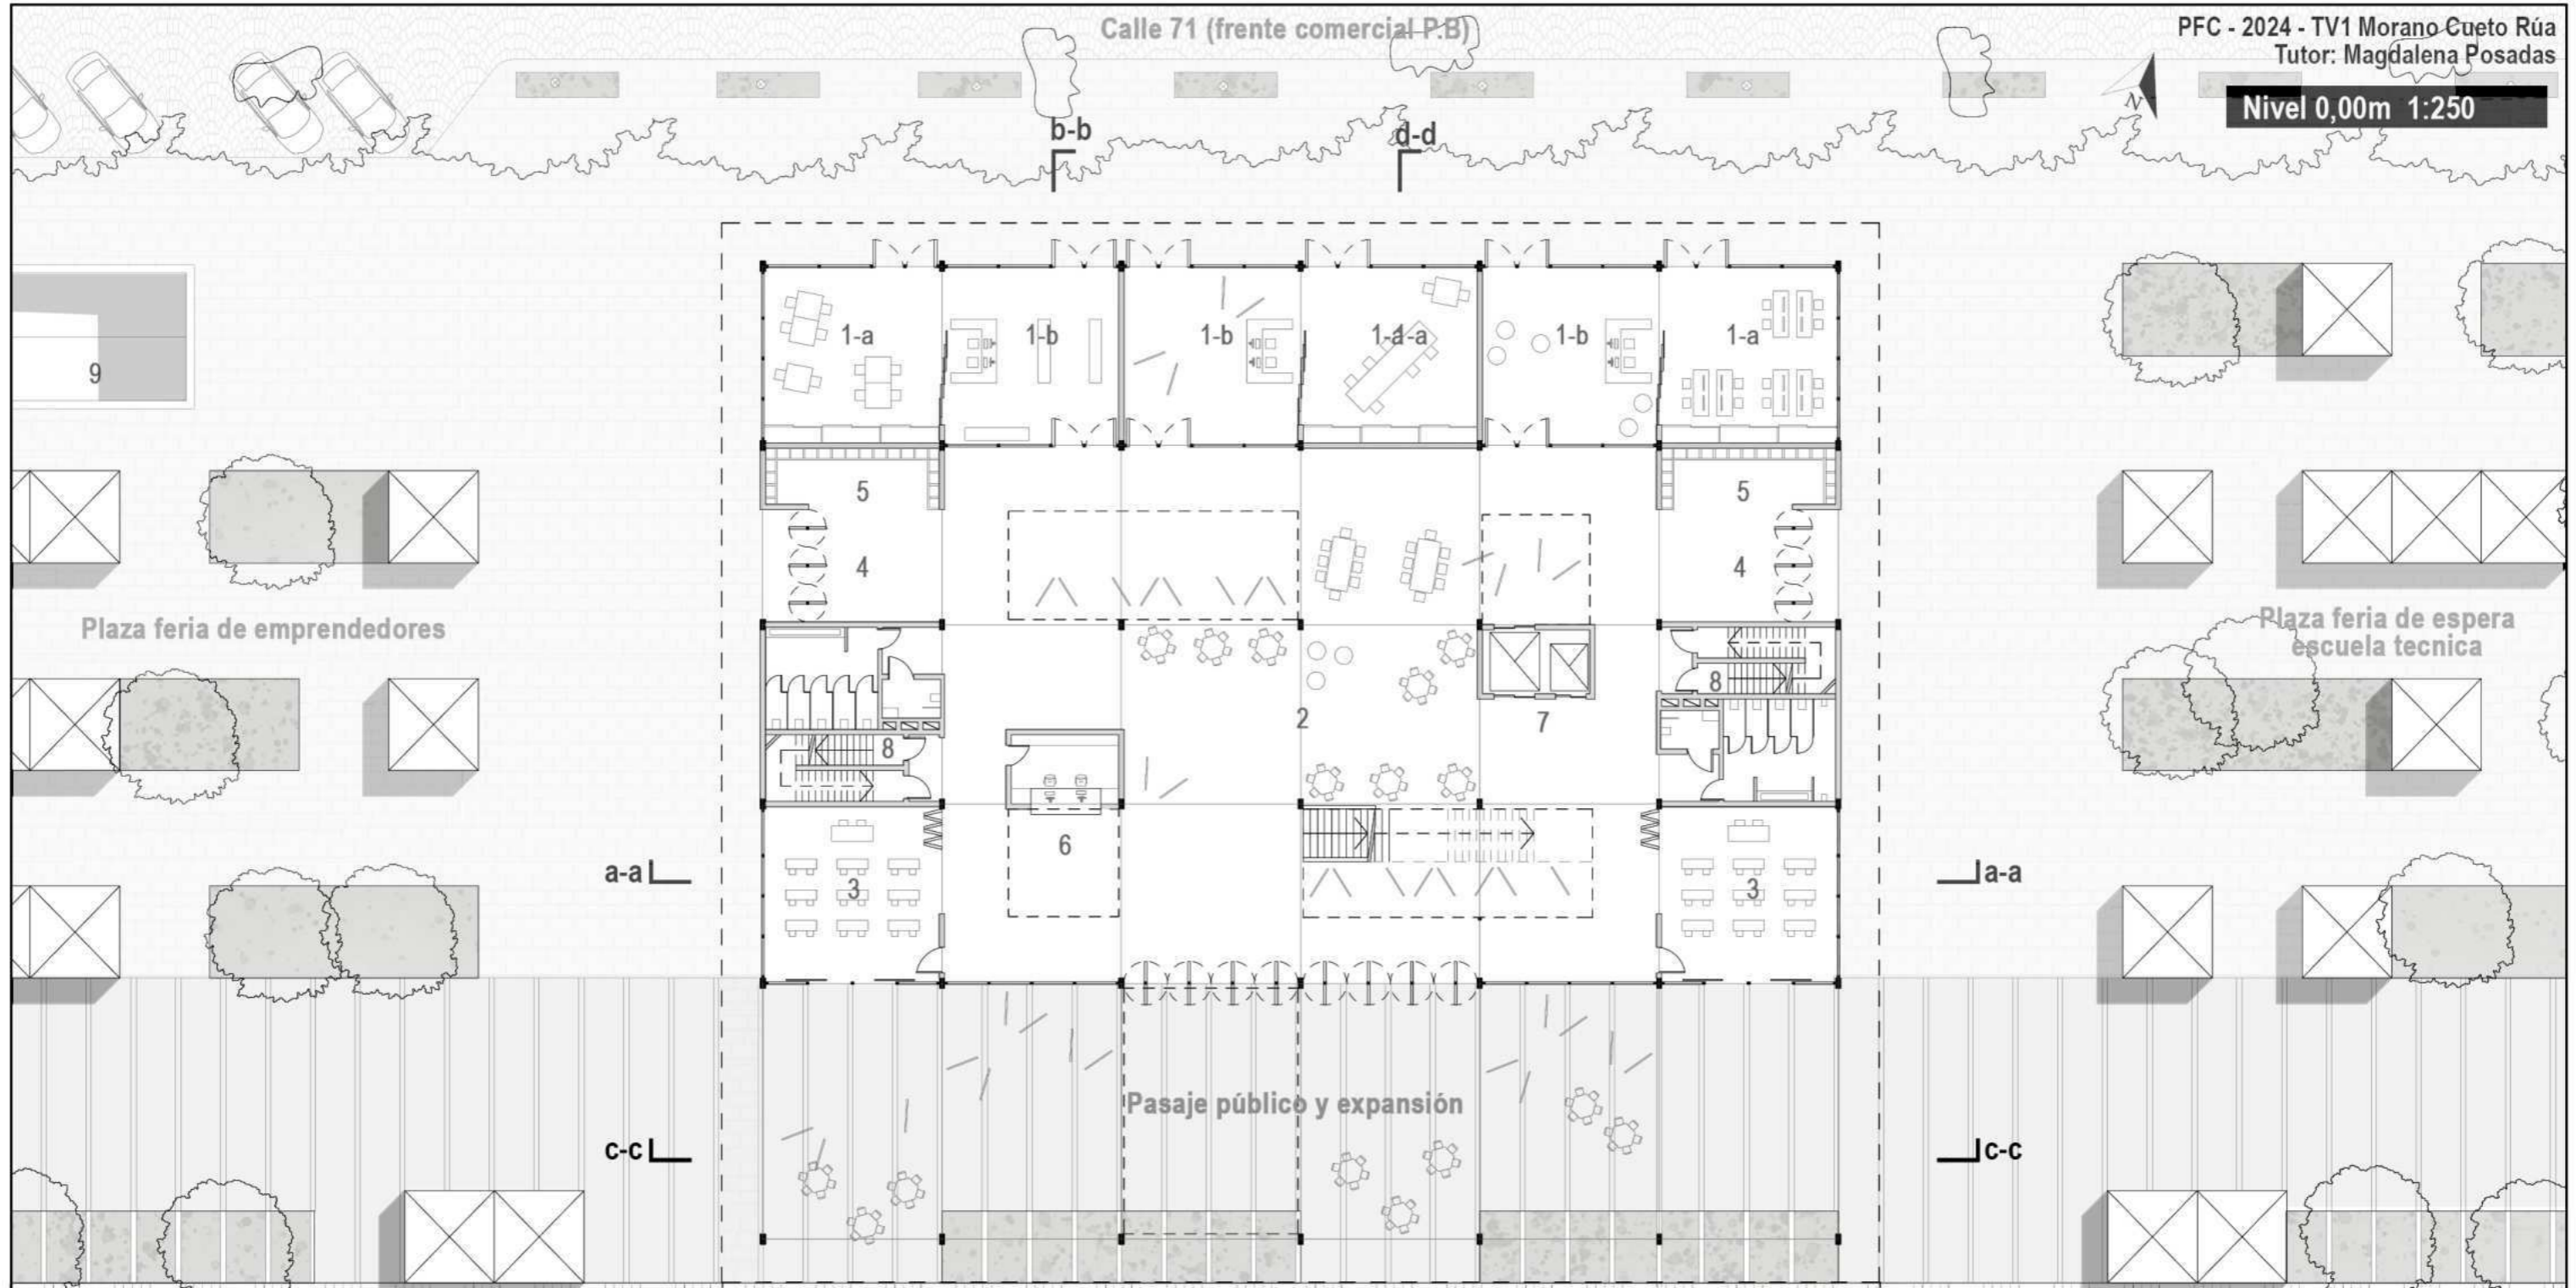 Calle 71 (frente comercial P.B)
PFC - 2024 - TV1 Morano Cueto Rúa
Tutor: Magdalena Posadas
N
Nivel 0,00m 1:250
b-b
d-d
1-a
1-b
1-b
1-a
1-b
1-a
9
5
5
4
4
Plaza feria de emprendedores
Plaza feria de espera
escuela tecnica
8
2
7
8
6
3
3
a-a
a-a
Pasaje público y expansión
c-c
c-c